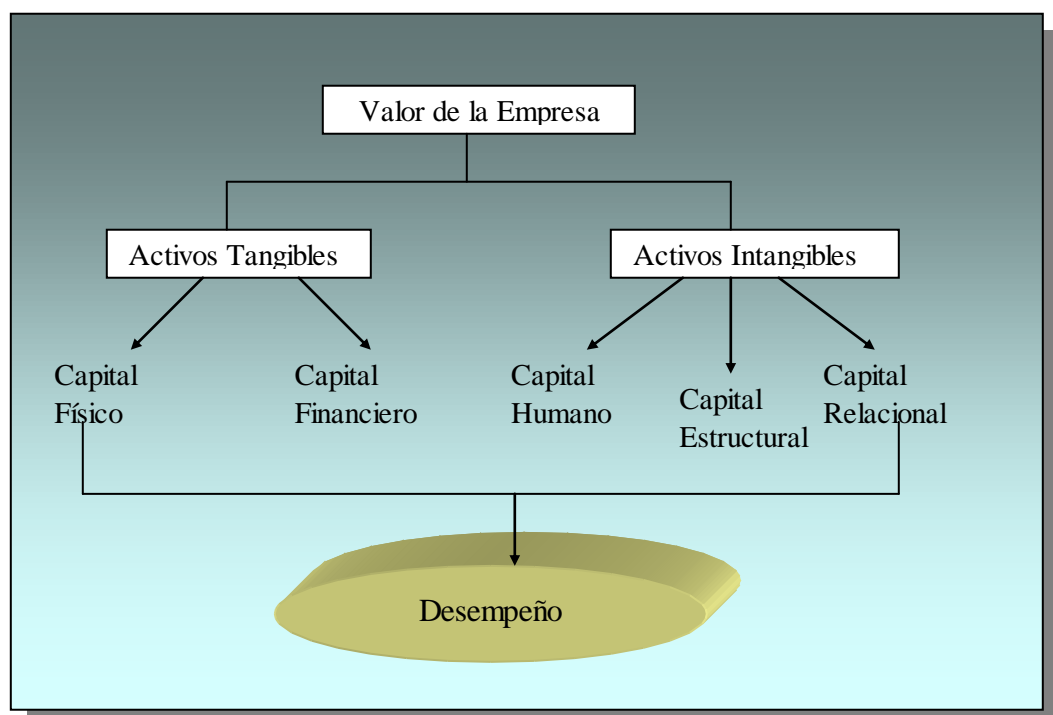 Valor de la Empresa
Activos Tangibles
Activos Intangibles
Capital
Físico
Capital
Financiero
Capital
Humano
Capital
Estructural
Capital
Relacional
Desempeño